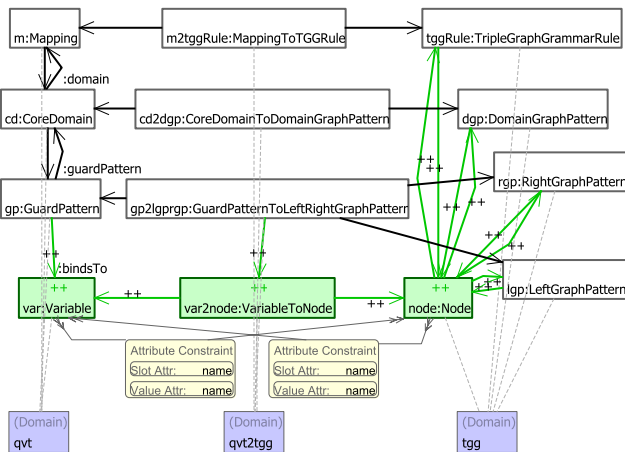 m:Mapping
m2tggRule:MappingToTGGRule
tggRule:TripleGraphGrammarRule
:domain
cd:CoreDomain
cd2dgp:CoreDomainToDomainGraphPattern
dgp:DomainGraphPattern
++
++
:guardPattern
rgp:RightGraphPattern
gp:GuardPattern
gp2lgprgp:GuardPatternToLeftRightGraphPattern
++
++
++
++
++
++
:bindsTo
++
++
++
++
++
lgp:LeftGraphPattern
++
++
var:Variable
var2node:VariableToNode
node:Node
Attribute Constraint
Attribute Constraint
Slot Attr: name
Slot Attr: name
Value Attr: name
Value Attr: name
(Domain)
(Domain)
(Domain)
qvt
qvt2tgg
tgg